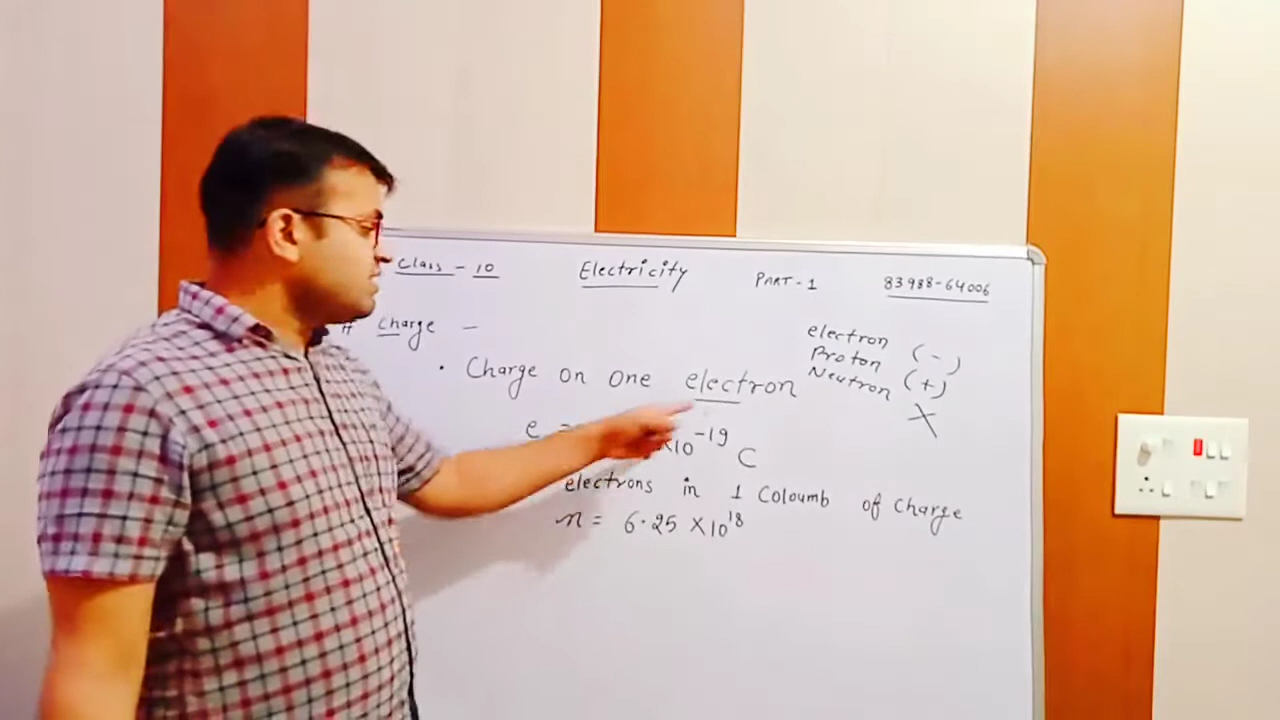 Class - 10 Electricity PART-1 83988-64006
# Charge -
electron (-)
Proton (+)
Neutron X
• Charge on one electron
e = ×10⁻¹⁹ C
electrons in 1 Coloumb of Charge
n = 6.25 ×10¹⁸